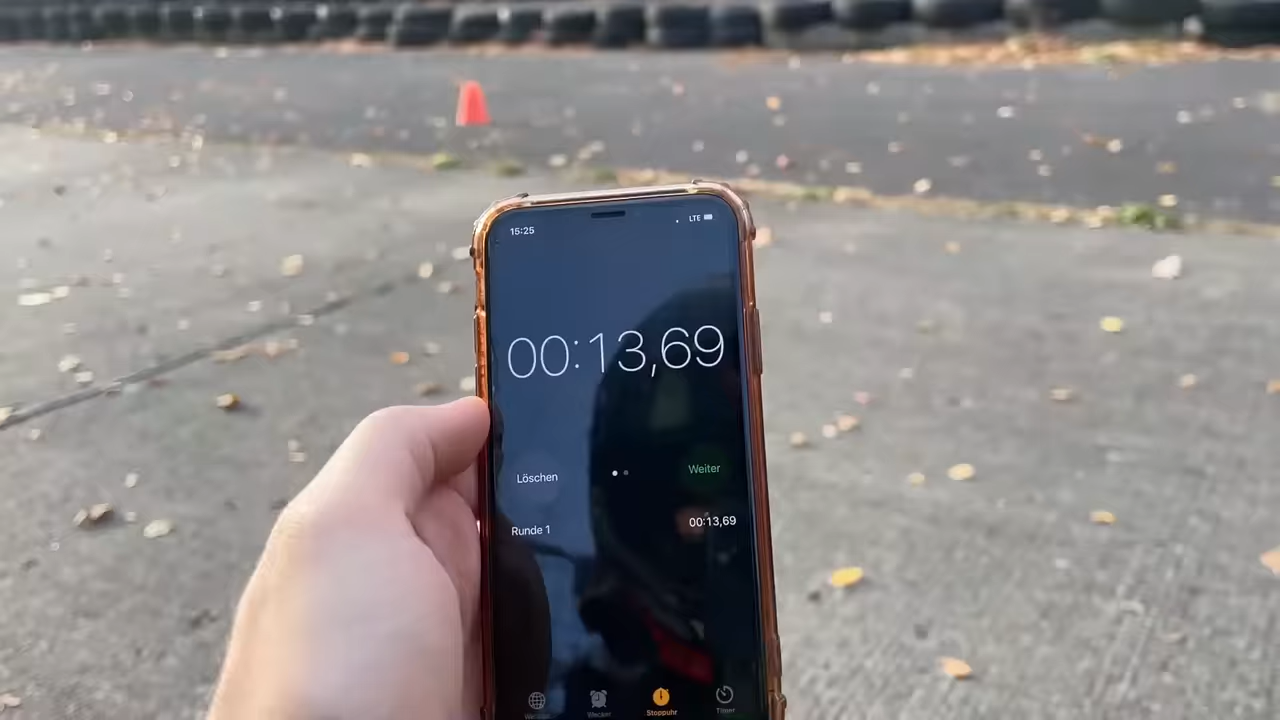 15:25
LTE
00:13,69
Löschen
Weiter
Runde 1
00:13,69
Wecker
Stoppuhr
Timer